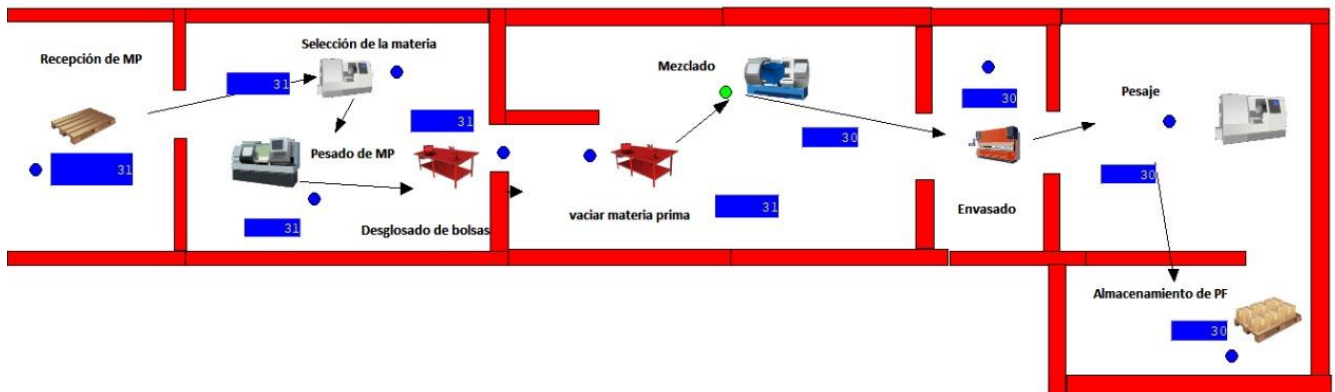 Recepción de MP
31
Selección de la materia
31
Pesado de MP
31
Desglosado de bolsas
31
vaciar materia prima
31
Mezclado
30
Envasado
30
Pesaje
30
Almacenamiento de PF
30